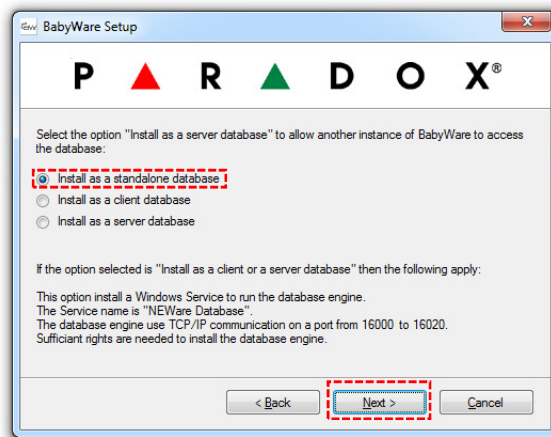 BabyWare Setup
PARADOX®
Select the option "Install as a server database" to allow another instance of BabyWare to access
the database:
Install as a standalone database
Install as a client database
Install as a server database
If the option selected is "Install as a client or a server database" then the following apply:
This option install a Windows Service to run the database engine.
The Service name is "NEWare Database".
The database engine use TCP/IP communication on a port from 16000 to 16020.
Sufficient rights are needed to install the database engine.
< Back Next > Cancel